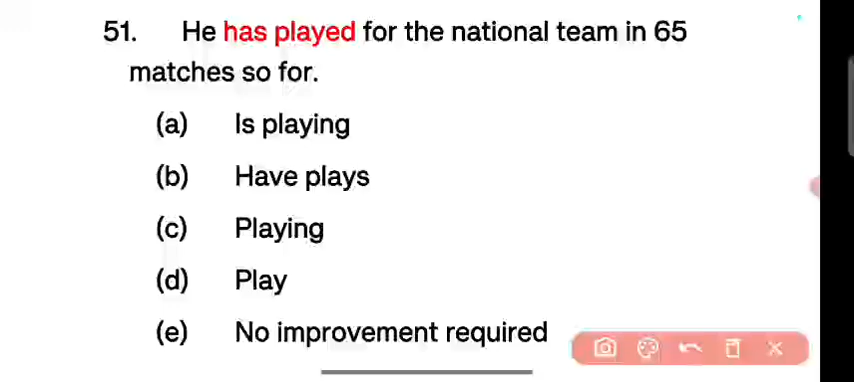 51. He has played for the national team in 65
matches so for.
(a) Is playing
(b) Have plays
(c) Playing
(d) Play
(e) No improvement required